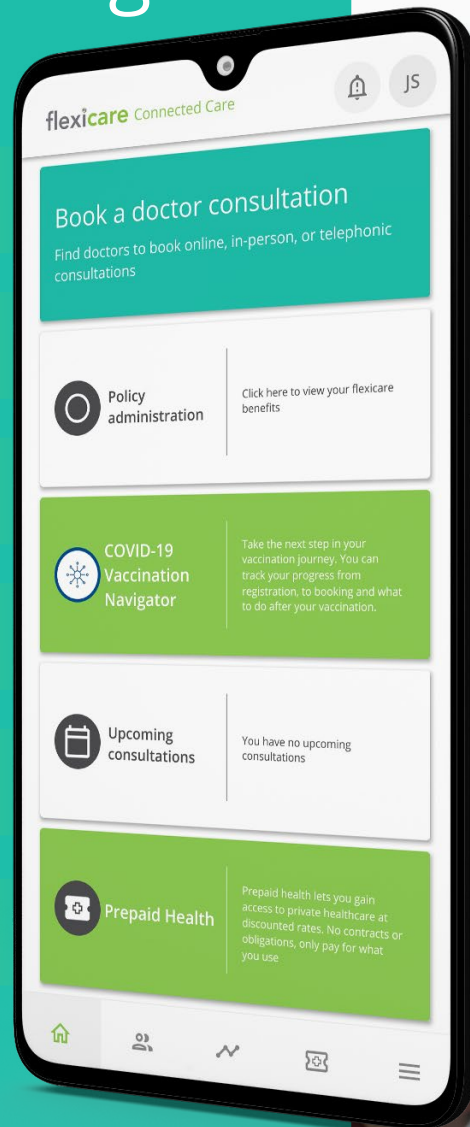 g
flexicare Connected Care
JS
Book a doctor consultation
Find doctors to book online, in-person, or telephonic
consultations
Policy
administration
Click here to view your flexicare
benefits
COVID-19
Vaccination
Navigator
Take the next step in your
vaccination journey. You can
track your progress from
registration, to booking and what
to do after your vaccination.
Upcoming
consultations
You have no upcoming
consultations
Prepaid Health
Prepaid health lets you gain
access to private healthcare at
discounted rates. No contracts or
obligations, only pay for what
you use